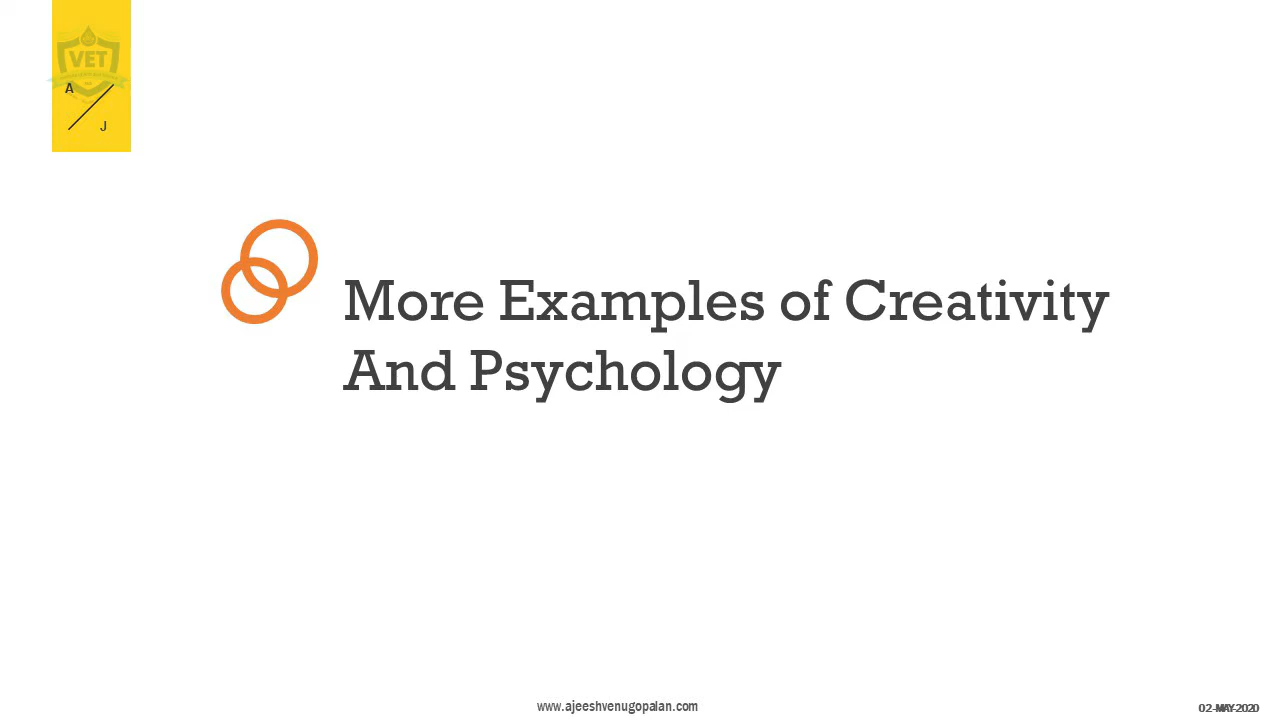 VET
A
J
More Examples of Creativity
And Psychology
www.ajeeshvenugopalan.com
02-MAY-2020